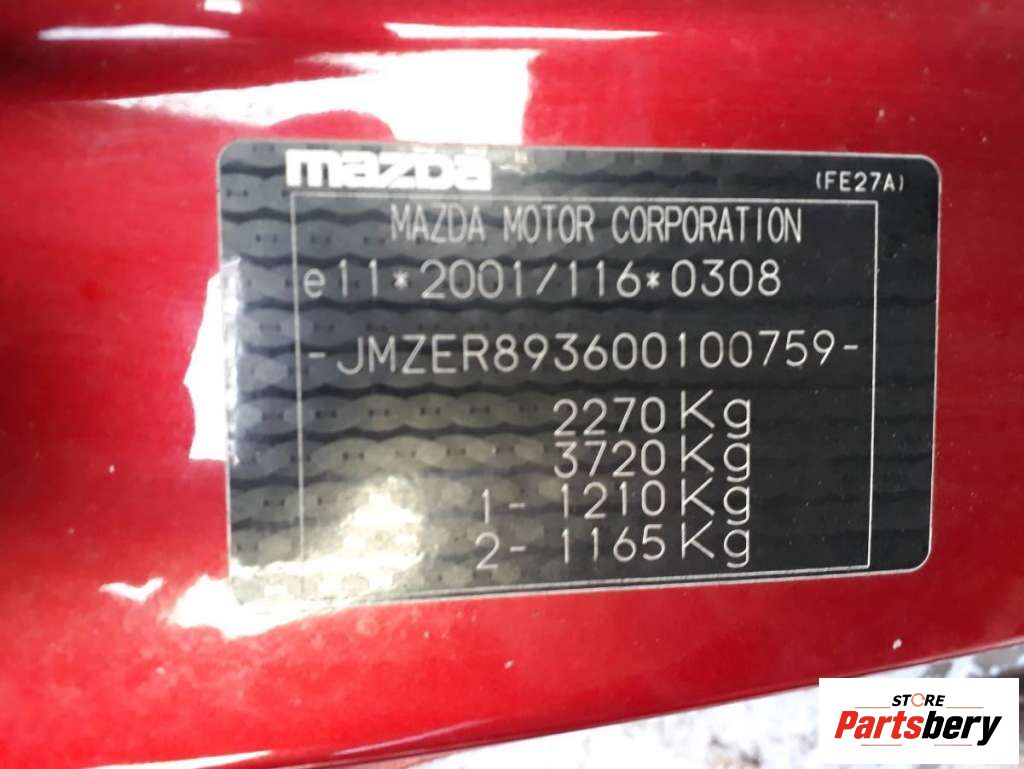 mazDa
(FE27A)
MAZDA MOTOR CORPORATION
e11*2001/116*0308
-JMZER893600100759-
2270Kg
3720Kg
1- 1210Kg
2- 1165Kg
STORE
Partsbery